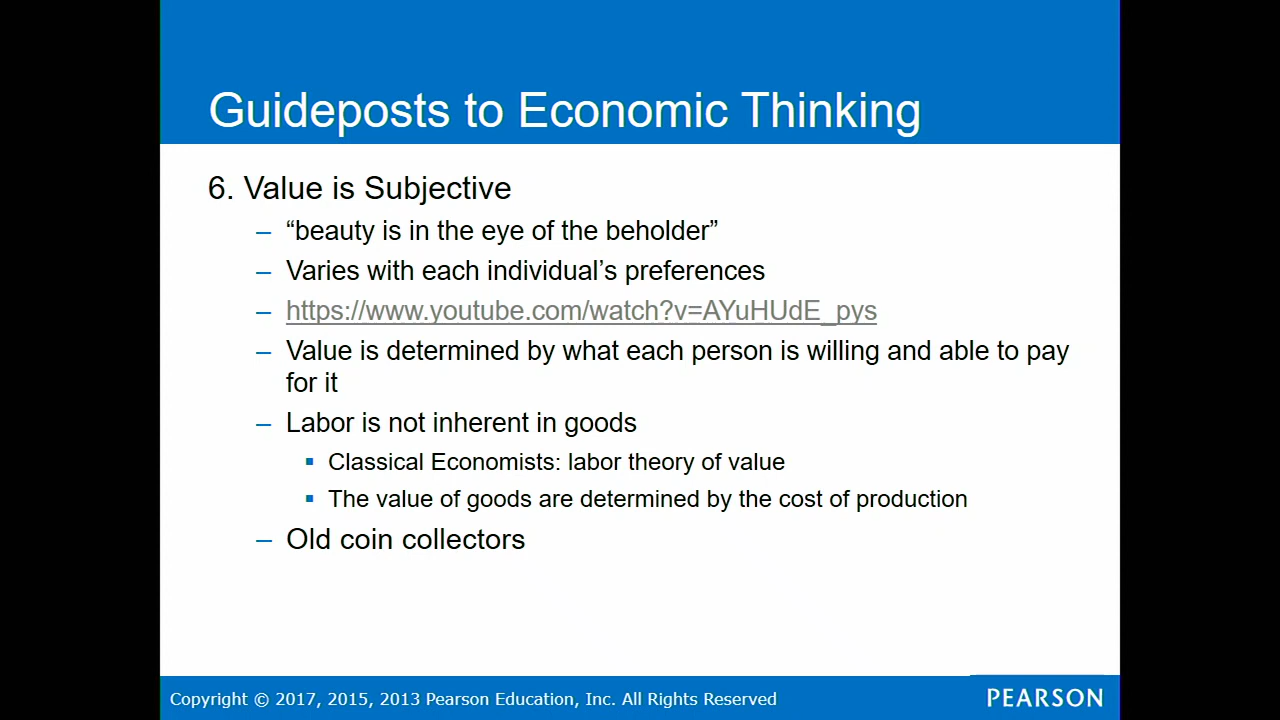 Guideposts to Economic Thinking
6. Value is Subjective
– “beauty is in the eye of the beholder”
– Varies with each individual’s preferences
– https://www.youtube.com/watch?v=AYuHUdE_pys
– Value is determined by what each person is willing and able to pay
for it
– Labor is not inherent in goods
▪ Classical Economists: labor theory of value
▪ The value of goods are determined by the cost of production
– Old coin collectors
Copyright © 2017, 2015, 2013 Pearson Education, Inc. All Rights Reserved
PEARSON